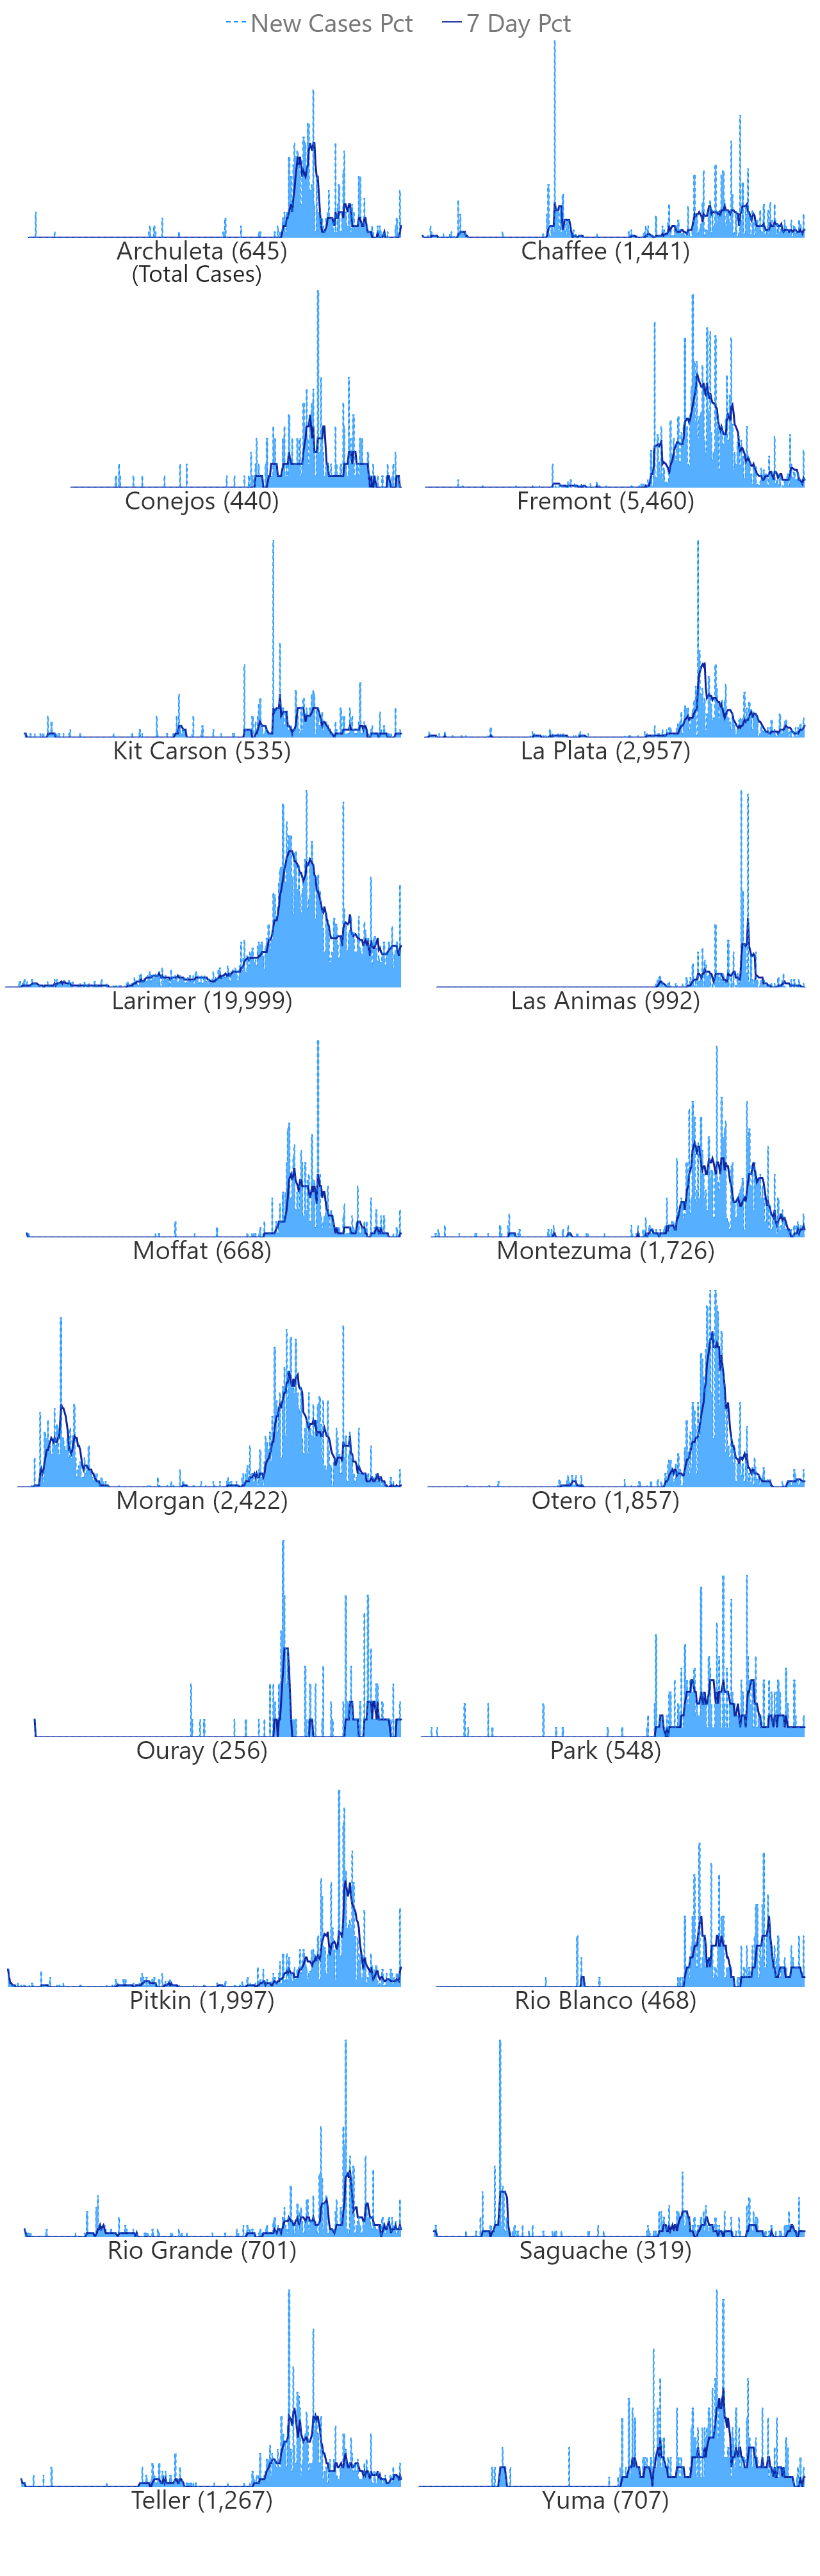 New Cases Pct 7 Day Pct
Archuleta (645) Chaffee (1,441)
(Total Cases)
Conejos (440) Fremont (5,460)
Kit Carson (535) La Plata (2,957)
Larimer (19,999) Las Animas (992)
Moffat (668) Montezuma (1,726)
Morgan (2,422) Otero (1,857)
Ouray (256) Park (548)
Pitkin (1,997) Rio Blanco (468)
Rio Grande (701) Saguache (319)
Teller (1,267) Yuma (707)